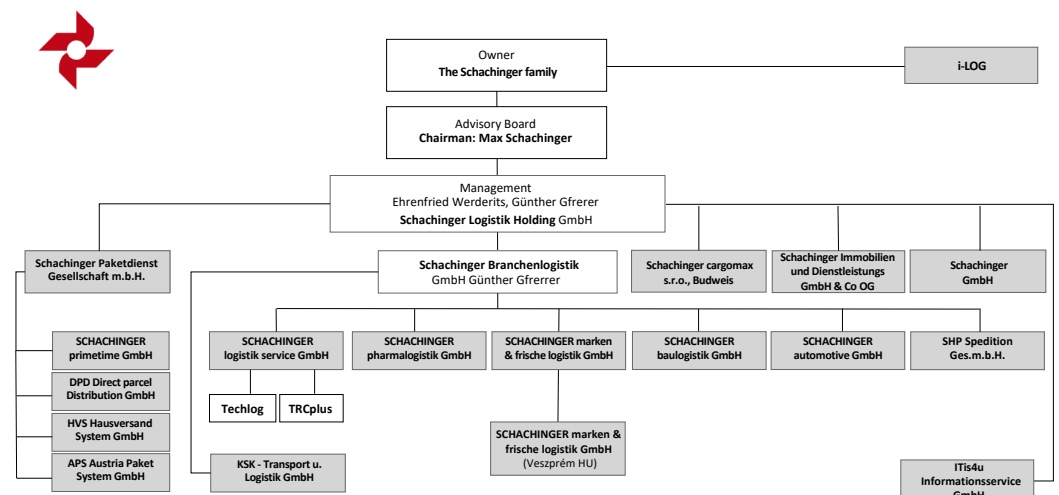 Owner
The Schachinger family
i-LOG
Advisory Board
Chairman: Max Schachinger
Management
Ehrenfried Werderits, Günther Gfrerer
Schachinger Logistik Holding GmbH
Schachinger Paketdienst
Gesellschaft m.b.H.
Schachinger Branchenlogistik
GmbH Günther Gfrerrer
Schachinger cargomax
s.r.o., Budweis
Schachinger Immobilien
und Dienstleistungs
GmbH & Co OG
Schachinger
GmbH
SCHACHINGER
primetime GmbH
SCHACHINGER
logistik service GmbH
SCHACHINGER
pharmalogistik GmbH
SCHACHINGER marken
& frische logistik GmbH
SCHACHINGER
baulogistik GmbH
SCHACHINGER
automotive GmbH
SHP Spedition
Ges.m.b.H.
DPD Direct parcel
Distribution GmbH
Techlog
TRCplus
HVS Hausversand
System GmbH
SCHACHINGER marken &
frische logistik GmbH
(Veszprém HU)
APS Austria Paket
System GmbH
KSK - Transport u.
Logistik GmbH
ITis4u
Informationsservice
GmbH